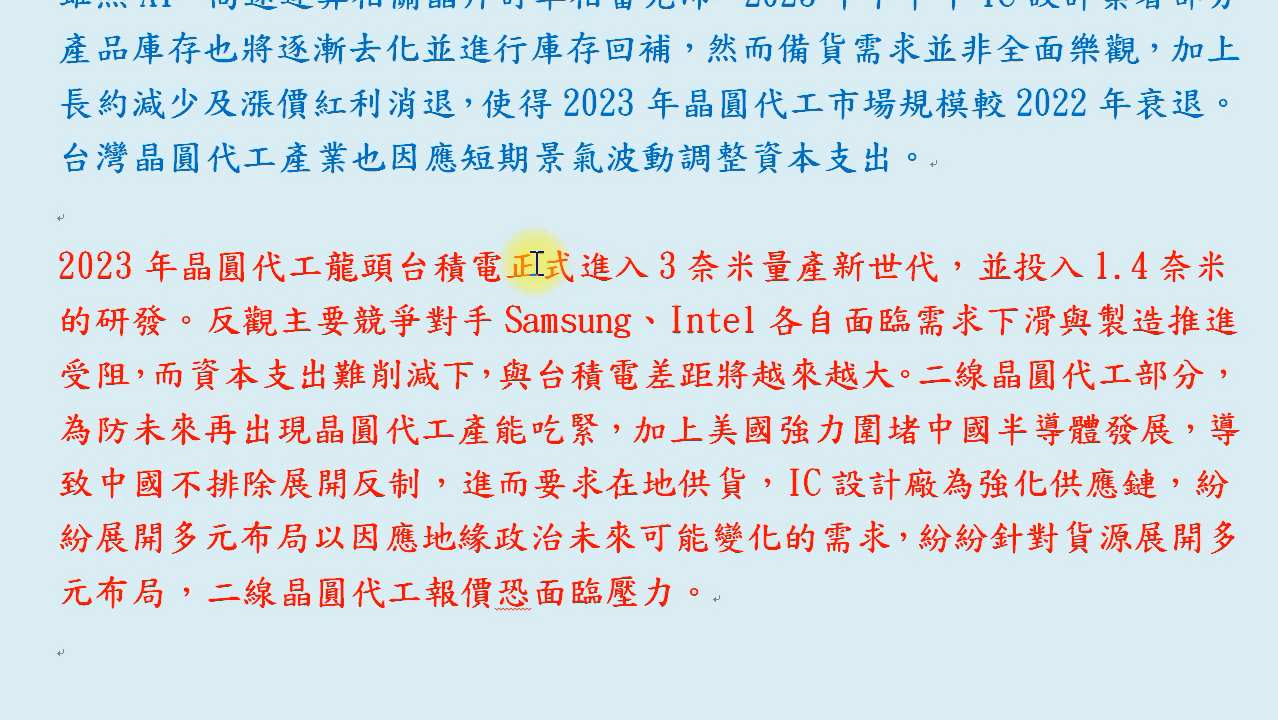 產品庫存也將逐漸去化並進行庫存回補，然而備貨需求並非全面樂觀，加上
長約減少及漲價紅利消退，使得 2023 年晶圓代工市場規模較 2022 年衰退。
台灣晶圓代工產業也因應短期景氣波動調整資本支出。
2023 年晶圓代工龍頭台積電正式進入 3 奈米量產新世代，並投入 1.4 奈米
的研發。反觀主要競爭對手 Samsung、Intel 各自面臨需求下滑與製造推進
受阻，而資本支出難削減下，與台積電差距將越來越大。二線晶圓代工部分，
為防未來再出現晶圓代工產能吃緊，加上美國強力圍堵中國半導體發展，導
致中國不排除展開反制，進而要求在地供貨，IC 設計廠為強化供應鏈，紛
紛展開多元布局以因應地緣政治未來可能變化的需求，紛紛針對貨源展開多
元布局，二線晶圓代工報價恐面臨壓力。